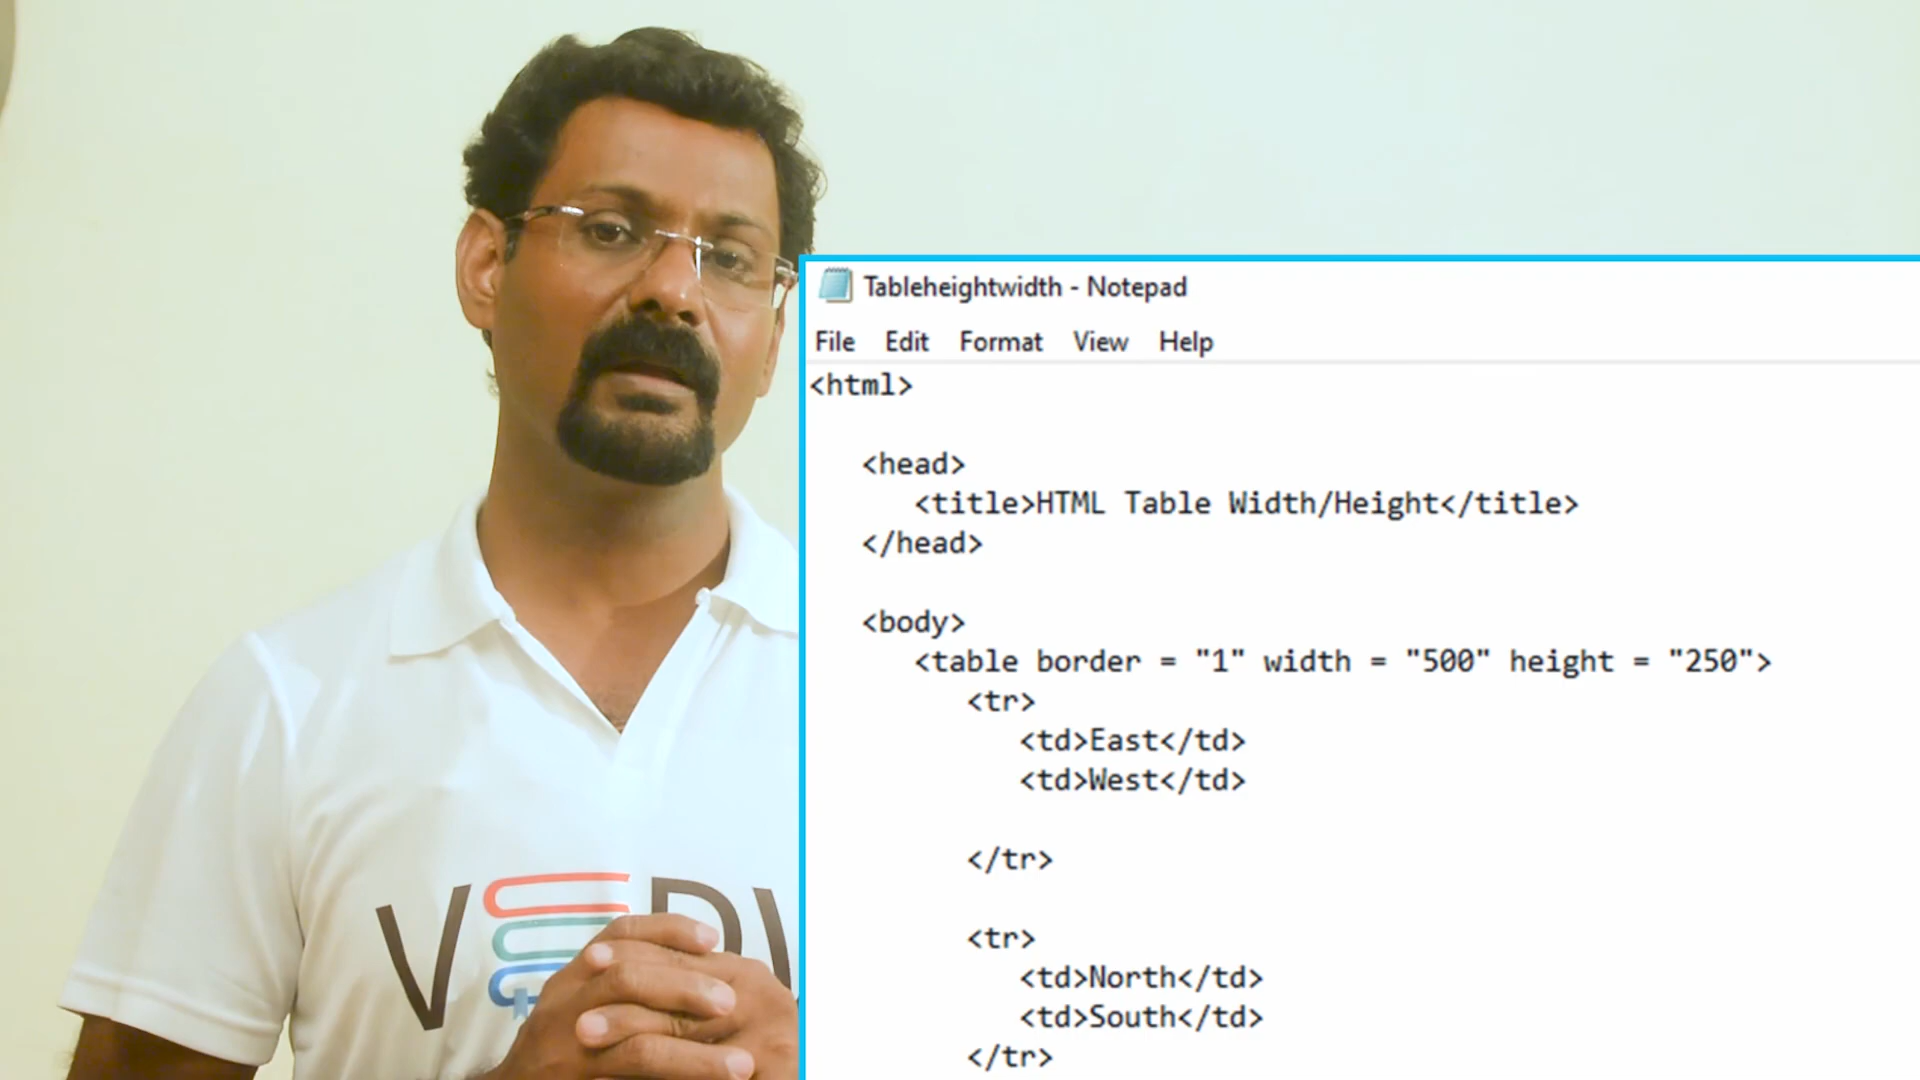 Tableheightwidth - Notepad
File Edit Format View Help
<html>
<head>
<title>HTML Table Width/Height</title>
</head>
<body>
<table border = "1" width = "500" height = "250">
<tr>
<td>East</td>
<td>West</td>
</tr>
<tr>
<td>North</td>
<td>South</td>
</tr>